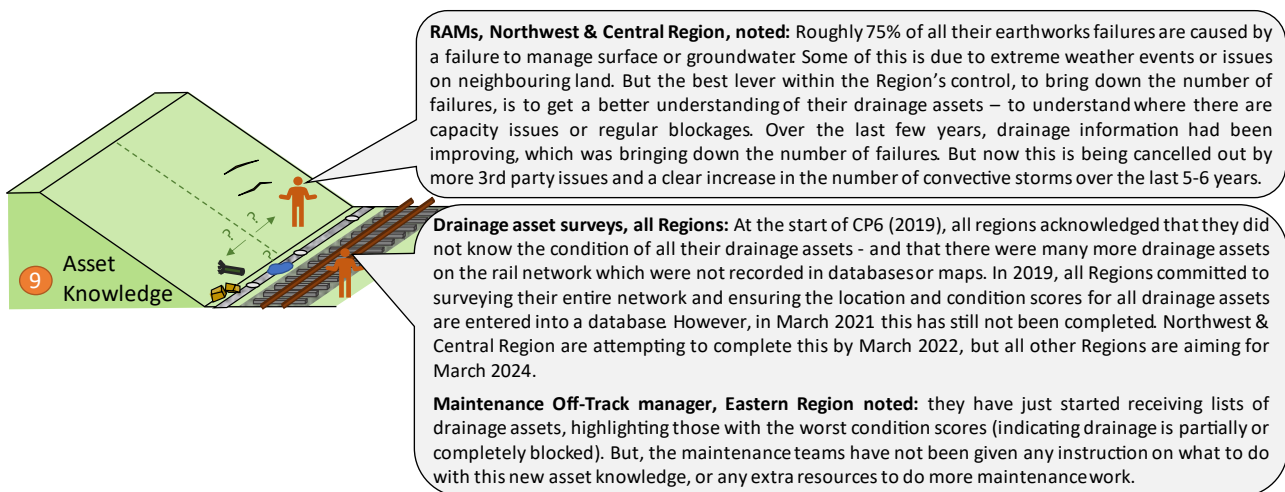 RAMs, Northwest & Central Region, noted: Roughly 75% of all their earthworks failures are caused by
a failure to manage surface or groundwater. Some of this is due to extreme weather events or issues
on neighbouring land. But the best lever within the Region's control, to bring down the number of
failures, is to get a better understanding of their drainage assets – to understand where there are
capacity issues or regular blockages. Over the last few years, drainage information had been
improving, which was bringing down the number of failures. But now this is being cancelled out by
more 3rd party issues and a clear increase in the number of convective storms over the last 5-6 years.
? ?
? ?
9 Asset
Knowledge
Drainage asset surveys, all Regions: At the start of CP6 (2019), all regions acknowledged that they did
not know the condition of all their drainage assets - and that there were many more drainage assets
on the rail network which were not recorded in databases or maps. In 2019, all Regions committed to
surveying their entire network and ensuring the location and condition scores for all drainage assets
are entered into a database. However, in March 2021 this has still not been completed. Northwest &
Central Region are attempting to complete this by March 2022, but all other Regions are aiming for
March 2024.
Maintenance Off-Track manager, Eastern Region noted: they have just started receiving lists of
drainage assets, highlighting those with the worst condition scores (indicating drainage is partially or
completely blocked). But, the maintenance teams have not been given any instruction on what to do
with this new asset knowledge, or any extra resources to do more maintenance work.